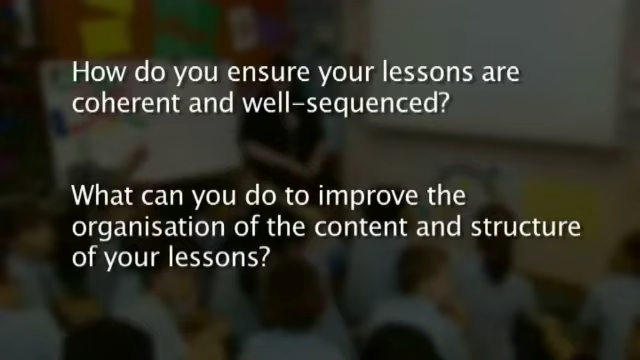 How do you ensure your lessons are
coherent and well-sequenced?
What can you do to improve the
organisation of the content and structure
of your lessons?